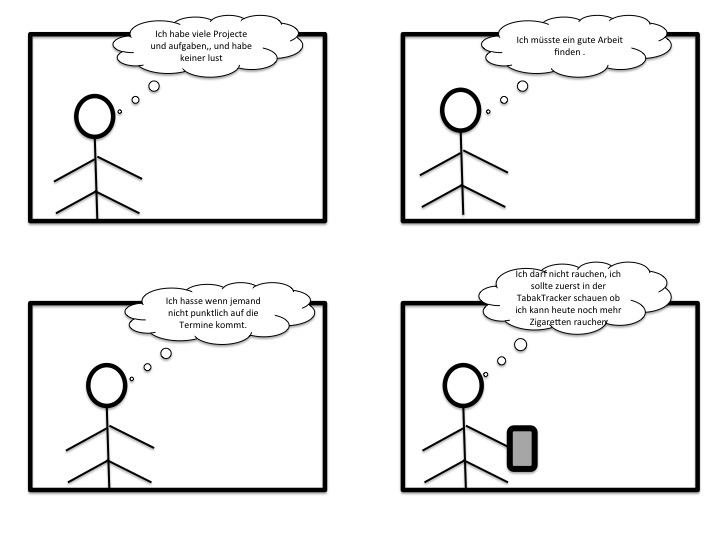 Ich habe viele Projecte
und aufgaben,, und habe
keiner lust
Ich müsste ein gute Arbeit
finden .
Ich hasse wenn jemand
nicht punktlich auf die
Termine kommt.
Ich darf nicht rauchen, ich
sollte zuerst in der
TabakTracker schauen ob
ich kann heute noch mehr
Zigaretten rauchen